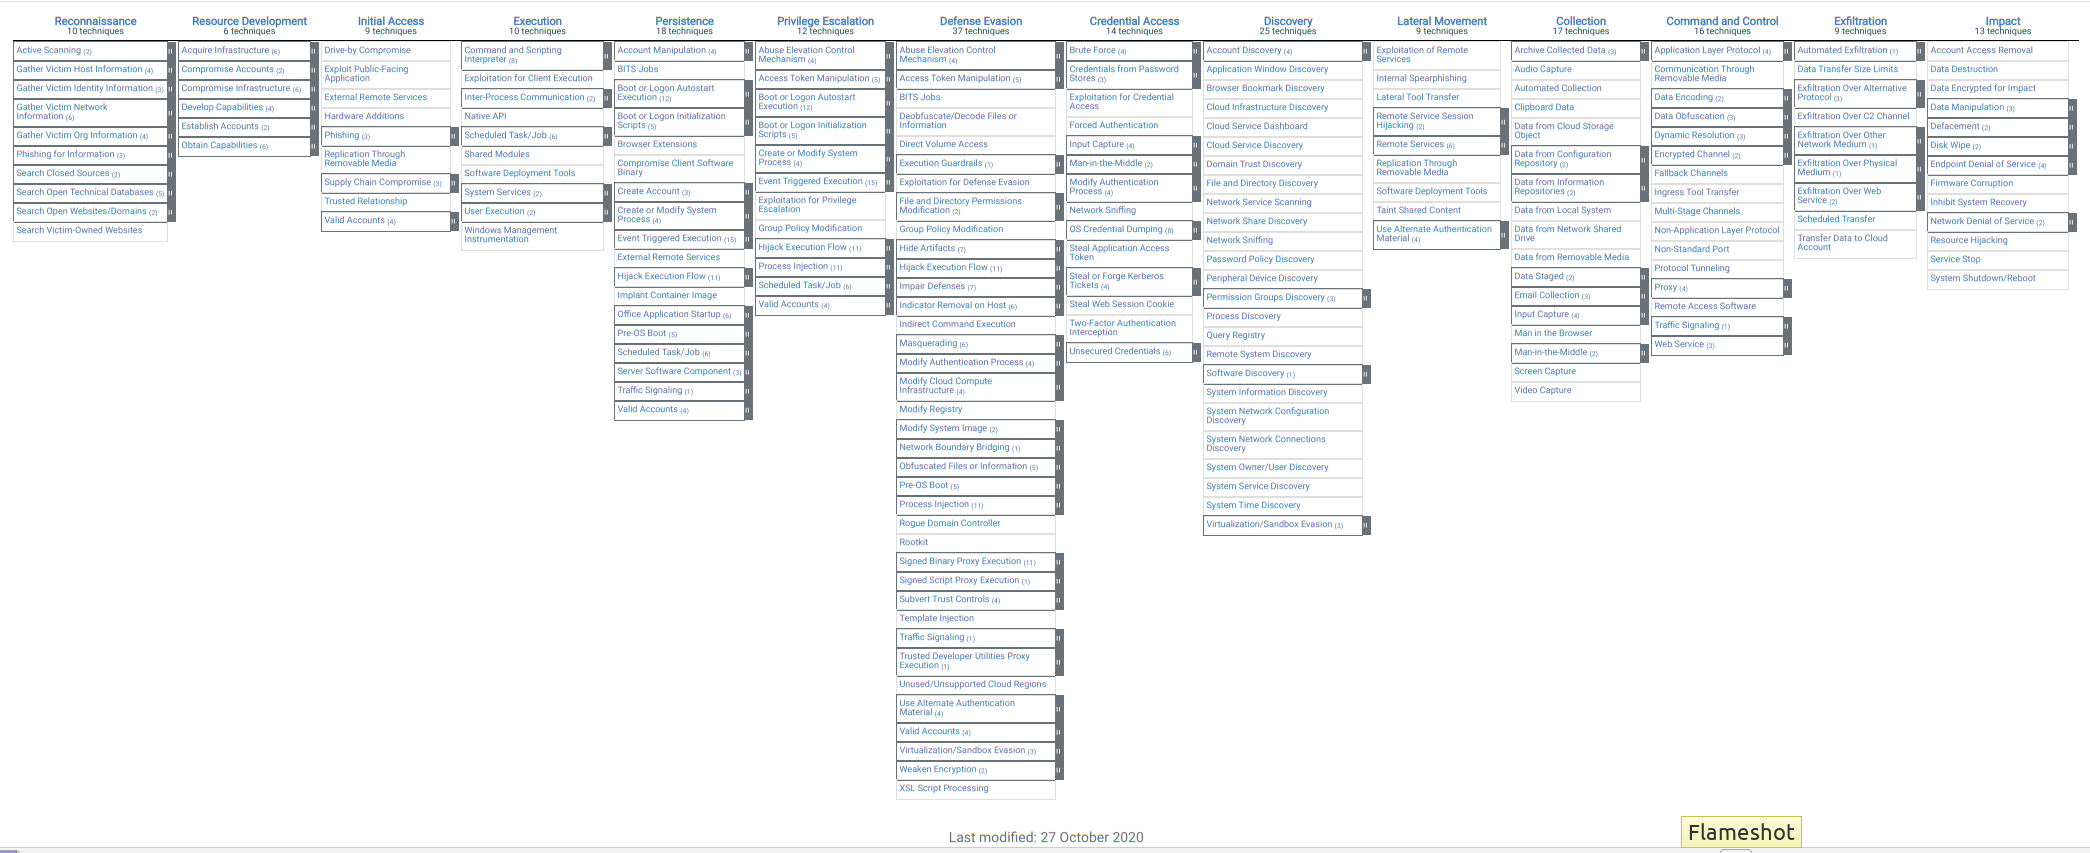 Reconnaissance
10 techniques
Active Scanning (2)
Gather Victim Host Information (4)
Gather Victim Identity Information (3)
Gather Victim Network
Information (6)
Gather Victim Org Information (4)
Phishing for Information (3)
Search Closed Sources (2)
Search Open Technical Databases (5)
Search Open Websites/Domains (2)
Search Victim-Owned Websites
Resource Development
6 techniques
Acquire Infrastructure (6)
Compromise Accounts (2)
Compromise Infrastructure (6)
Develop Capabilities (4)
Establish Accounts (2)
Obtain Capabilities (6)
Initial Access
9 techniques
Drive-by Compromise
Exploit Public-Facing
Application
External Remote Services
Hardware Additions
Phishing (3)
Replication Through
Removable Media
Supply Chain Compromise (3)
Trusted Relationship
Valid Accounts (4)
Execution
10 techniques
Command and Scripting
Interpreter (8)
Exploitation for Client Execution
Inter-Process Communication (2)
Native API
Scheduled Task/Job (6)
Shared Modules
Software Deployment Tools
System Services (2)
User Execution (2)
Windows Management
Instrumentation
Persistence
18 techniques
Account Manipulation (4)
BITS Jobs
Boot or Logon Autostart
Execution (12)
Boot or Logon Initialization
Scripts (5)
Browser Extensions
Compromise Client Software
Binary
Create Account (3)
Create or Modify System
Process (4)
Event Triggered Execution (15)
External Remote Services
Hijack Execution Flow (11)
Implant Container Image
Office Application Startup (6)
Pre-OS Boot (5)
Scheduled Task/Job (6)
Server Software Component (3)
Traffic Signaling (1)
Valid Accounts (4)
Privilege Escalation
12 techniques
Abuse Elevation Control
Mechanism (4)
Access Token Manipulation (5)
Boot or Logon Autostart
Execution (12)
Boot or Logon Initialization
Scripts (5)
Create or Modify System
Process (4)
Event Triggered Execution (15)
Exploitation for Privilege
Escalation
Group Policy Modification
Hijack Execution Flow (11)
Process Injection (11)
Scheduled Task/Job (6)
Valid Accounts (4)
Defense Evasion
37 techniques
Abuse Elevation Control
Mechanism (4)
Access Token Manipulation (5)
BITS Jobs
Deobfuscate/Decode Files or
Information
Direct Volume Access
Execution Guardrails (1)
Exploitation for Defense Evasion
File and Directory Permissions
Modification (2)
Group Policy Modification
Hide Artifacts (7)
Hijack Execution Flow (11)
Impair Defenses (7)
Indicator Removal on Host (6)
Indirect Command Execution
Masquerading (6)
Modify Authentication Process (4)
Modify Cloud Compute
Infrastructure (4)
Modify Registry
Modify System Image (2)
Network Boundary Bridging (1)
Obfuscated Files or Information (5)
Pre-OS Boot (5)
Process Injection (11)
Rogue Domain Controller
Rootkit
Signed Binary Proxy Execution (11)
Signed Script Proxy Execution (1)
Subvert Trust Controls (4)
Template Injection
Traffic Signaling (1)
Trusted Developer Utilities Proxy
Execution (1)
Unused/Unsupported Cloud Regions
Use Alternate Authentication
Material (4)
Valid Accounts (4)
Virtualization/Sandbox Evasion (3)
Weaken Encryption (2)
XSL Script Processing
Credential Access
14 techniques
Brute Force (4)
Credentials from Password
Stores (3)
Exploitation for Credential
Access
Forced Authentication
Input Capture (4)
Man-in-the-Middle (2)
Modify Authentication
Process (4)
Network Sniffing
OS Credential Dumping (8)
Steal Application Access
Token
Steal or Forge Kerberos
Tickets (4)
Steal Web Session Cookie
Two-Factor Authentication
Interception
Unsecured Credentials (6)
Discovery
25 techniques
Account Discovery (4)
Application Window Discovery
Browser Bookmark Discovery
Cloud Infrastructure Discovery
Cloud Service Dashboard
Cloud Service Discovery
Domain Trust Discovery
File and Directory Discovery
Network Service Scanning
Network Share Discovery
Network Sniffing
Password Policy Discovery
Peripheral Device Discovery
Permission Groups Discovery (3)
Process Discovery
Query Registry
Remote System Discovery
Software Discovery (1)
System Information Discovery
System Network Configuration
Discovery
System Network Connections
Discovery
System Owner/User Discovery
System Service Discovery
System Time Discovery
Virtualization/Sandbox Evasion (3)
Lateral Movement
9 techniques
Exploitation of Remote
Services
Internal Spearphishing
Lateral Tool Transfer
Remote Service Session
Hijacking (2)
Remote Services (6)
Replication Through
Removable Media
Software Deployment Tools
Taint Shared Content
Use Alternate Authentication
Material (4)
Collection
17 techniques
Archive Collected Data (3)
Audio Capture
Automated Collection
Clipboard Data
Data from Cloud Storage
Object
Data from Configuration
Repository (2)
Data from Information
Repositories (2)
Data from Local System
Data from Network Shared
Drive
Data from Removable Media
Data Staged (2)
Email Collection (3)
Input Capture (4)
Man in the Browser
Man-in-the-Middle (2)
Screen Capture
Video Capture
Command and Control
16 techniques
Application Layer Protocol (4)
Communication Through
Removable Media
Data Encoding (2)
Data Obfuscation (3)
Dynamic Resolution (3)
Encrypted Channel (2)
Fallback Channels
Ingress Tool Transfer
Multi-Stage Channels
Non-Application Layer Protocol
Non-Standard Port
Protocol Tunneling
Proxy (4)
Remote Access Software
Traffic Signaling (1)
Web Service (3)
Exfiltration
9 techniques
Automated Exfiltration (1)
Data Transfer Size Limits
Exfiltration Over Alternative
Protocol (3)
Exfiltration Over C2 Channel
Exfiltration Over Other
Network Medium (1)
Exfiltration Over Physical
Medium (1)
Exfiltration Over Web
Service (2)
Scheduled Transfer
Transfer Data to Cloud
Account
Impact
13 techniques
Account Access Removal
Data Destruction
Data Encrypted for Impact
Data Manipulation (3)
Defacement (2)
Disk Wipe (2)
Endpoint Denial of Service (4)
Firmware Corruption
Inhibit System Recovery
Network Denial of Service (2)
Resource Hijacking
Service Stop
System Shutdown/Reboot
Last modified: 27 October 2020
Flameshot